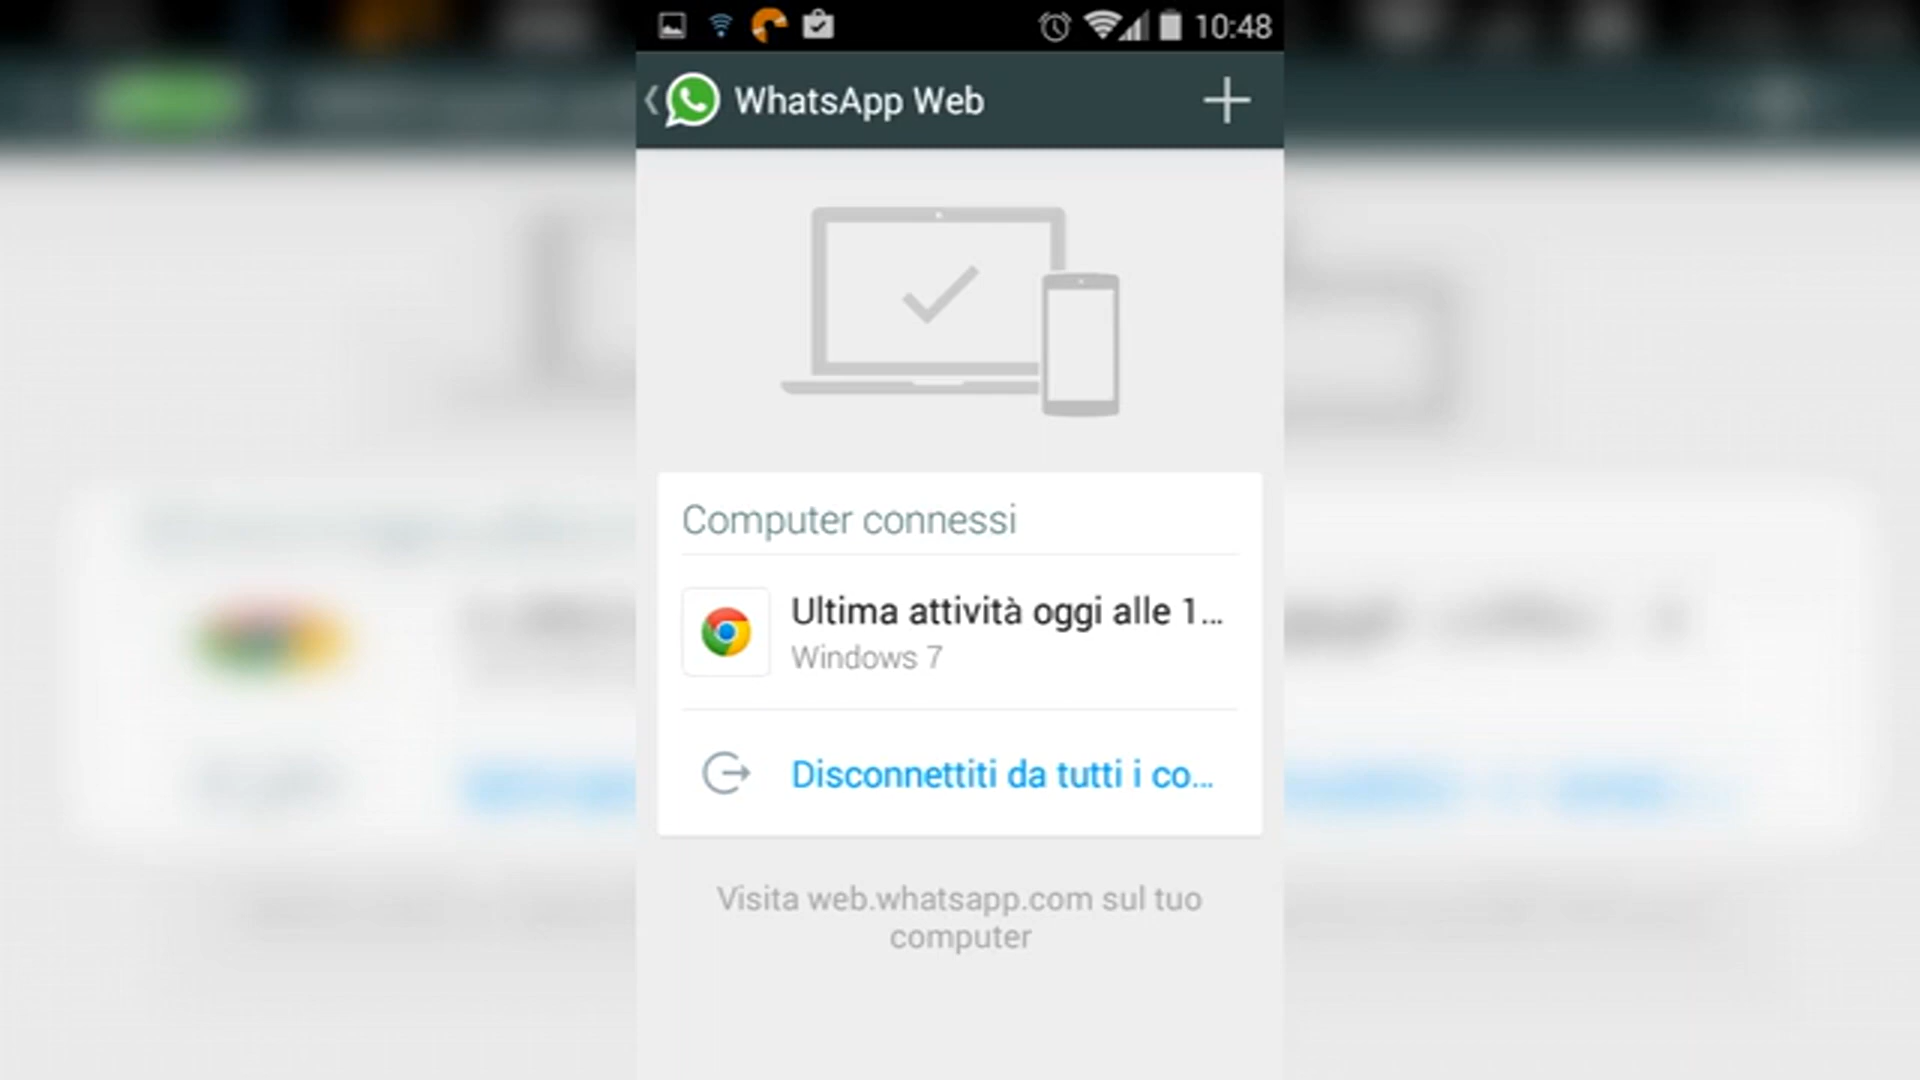 10:48
WhatsApp Web
Computer connessi
Ultima attività oggi alle 1...
Windows 7
Disconnettiti da tutti i co...
Visita web.whatsapp.com sul tuo
computer